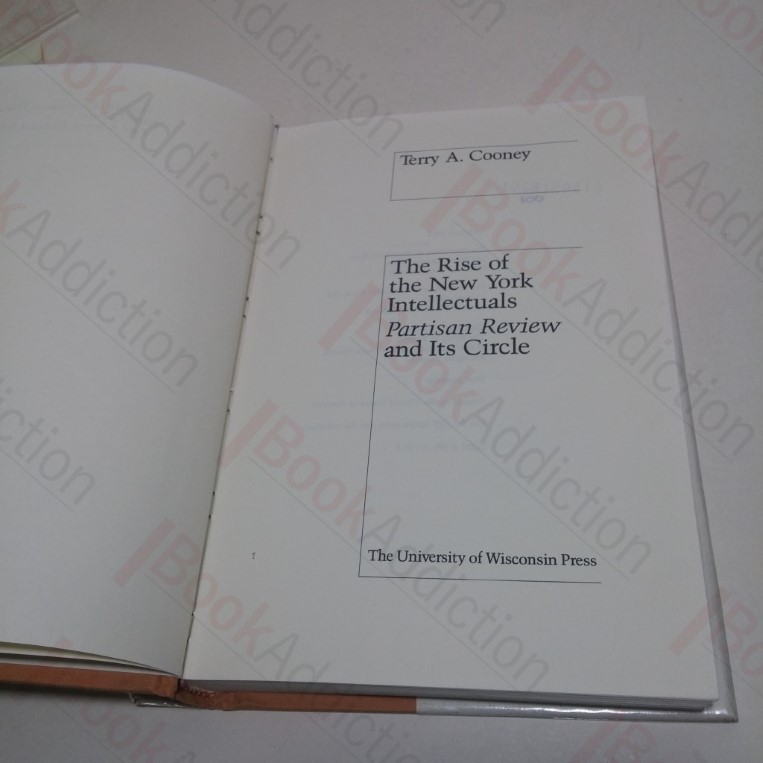 Terry A. Cooney
The Rise of
the New York
Intellectuals
Partisan Review
and Its Circle
The University of Wisconsin Press
BookAddiction